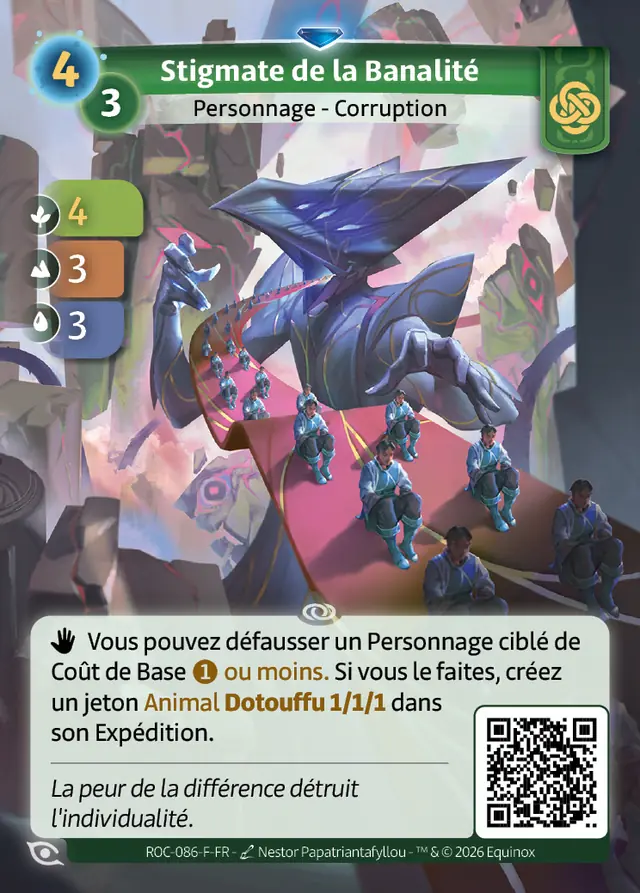 4
Stigmate de la Banalité
3
Personnage - Corruption
4
3
3
Vous pouvez défausser un Personnage ciblé de
Coût de Base 1 ou moins. Si vous le faites, créez
un jeton Animal Dotouffu 1/1/1 dans
son Expédition.
La peur de la différence détruit
l'individualité.
ROC-086-F-FR - Nestor Papatriantafyllou - ™ & © 2026 Equinox